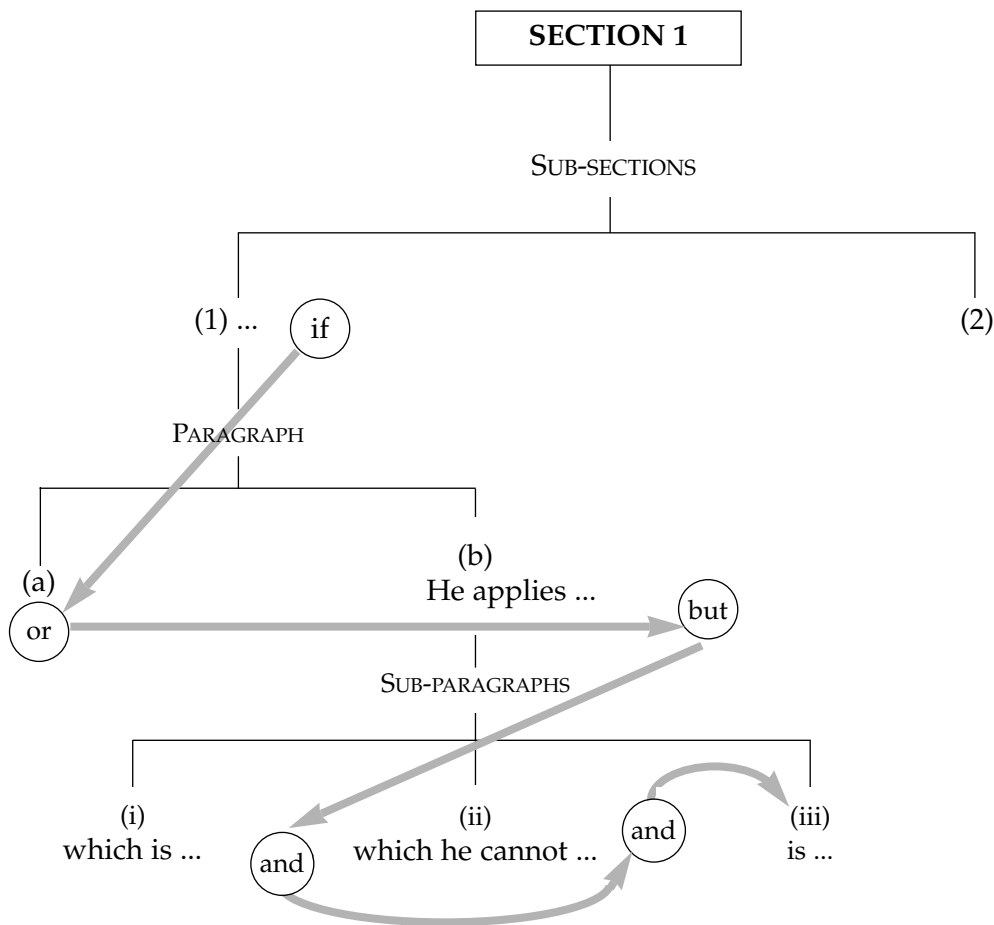 SECTION 1
SUB-SECTIONS
(1) ... if
(2)
PARAGRAPH
(a)
or
(b)
He applies ...
but
SUB-PARAGRAPHS
(i)
which is ...
and
(ii)
which he cannot ...
and
(iii)
is ...